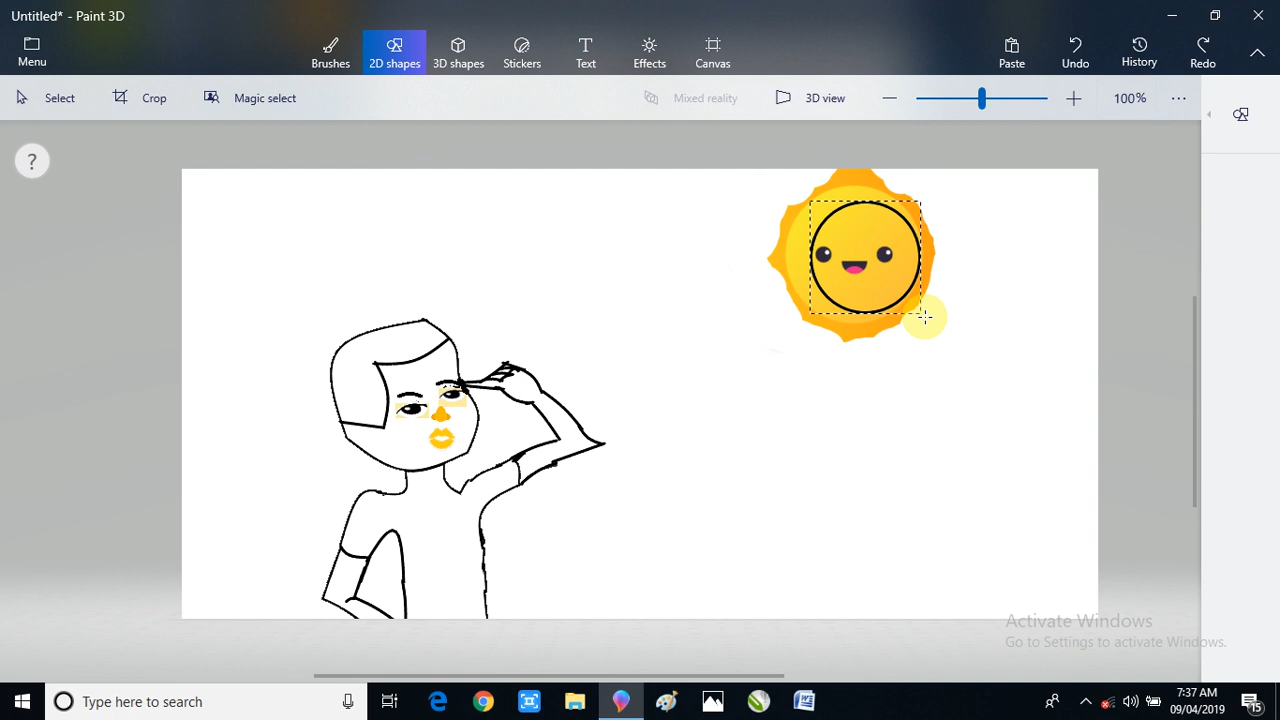 Untitled* - Paint 3D
Menu
Brushes
2D shapes
3D shapes
Stickers
Text
Effects
Canvas
Paste
Undo
History
Redo
Select
Crop
Magic select
Mixed reality
3D view
100%
?
Activate Windows
Go to Settings to activate Windows.
Type here to search
7:37 AM
09/04/2019
15